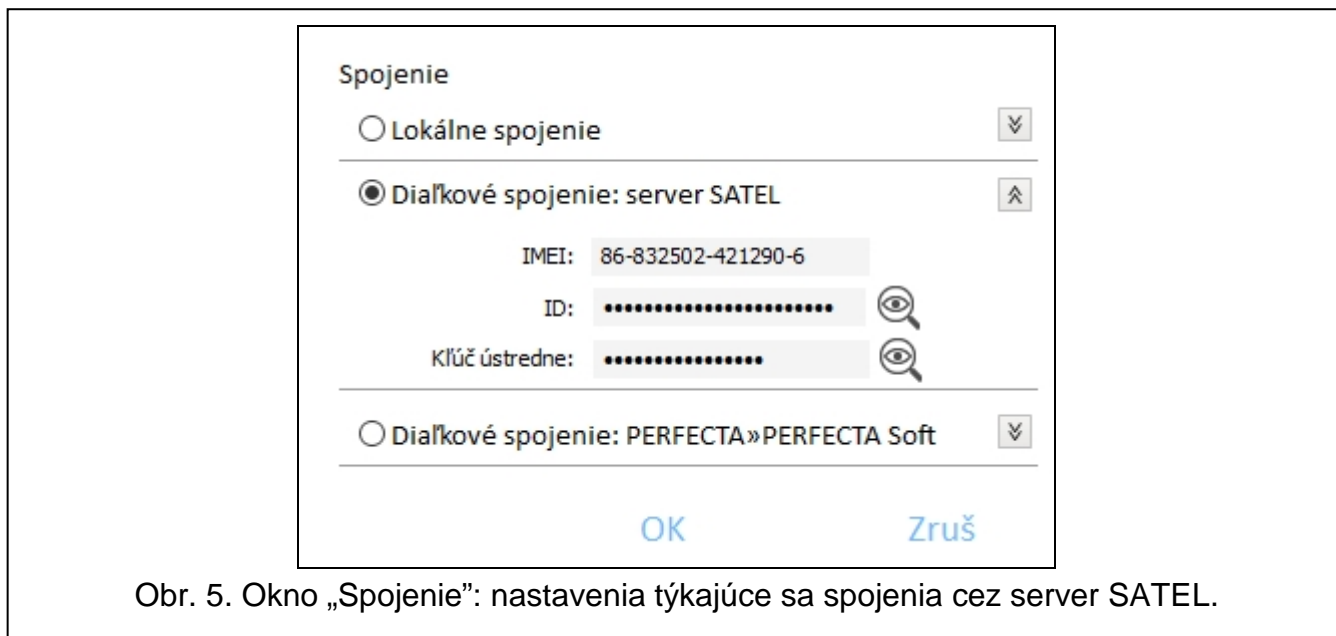 Spojenie
Lokálne spojenie
Diaľkové spojenie: server SATEL
IMEI: 86-832502-421290-6
ID: •••••••••••••••••••••••
Kľúč ústredne: ••••••••••••••••
Diaľkové spojenie: PERFECTA»PERFECTA Soft
OK Zruš
Obr. 5. Okno „Spojenie”: nastavenia týkajúce sa spojenia cez server SATEL.